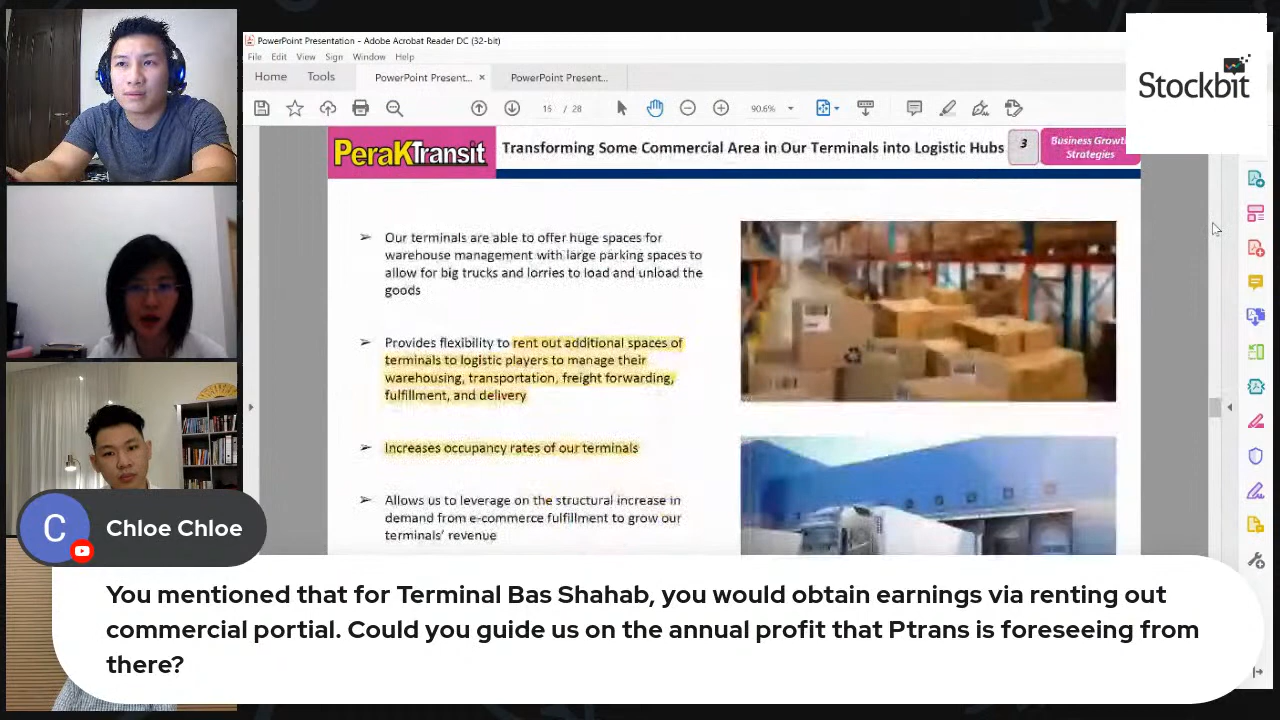 PowerPoint Presentation - Adobe Acrobat Reader DC (32-bit)
File Edit View Sign Window Help
Home Tools PowerPoint Present... × PowerPoint Present...
15 / 28 90.6%
Stockbit
PeraKTransit
Transforming Some Commercial Area in Our Terminals into Logistic Hubs
3
Business Growth
Strategies
➢ Our terminals are able to offer huge spaces for
warehouse management with large parking spaces to
allow for big trucks and lorries to load and unload the
goods
➢ Provides flexibility to rent out additional spaces of
terminals to logistic players to manage their
warehousing, transportation, freight forwarding,
fulfillment, and delivery
➢ Increases occupancy rates of our terminals
➢ Allows us to leverage on the structural increase in
demand from e-commerce fulfillment to grow our
terminals' revenue
C Chloe Chloe
You mentioned that for Terminal Bas Shahab, you would obtain earnings via renting out
commercial portial. Could you guide us on the annual profit that Ptrans is foreseeing from
there?